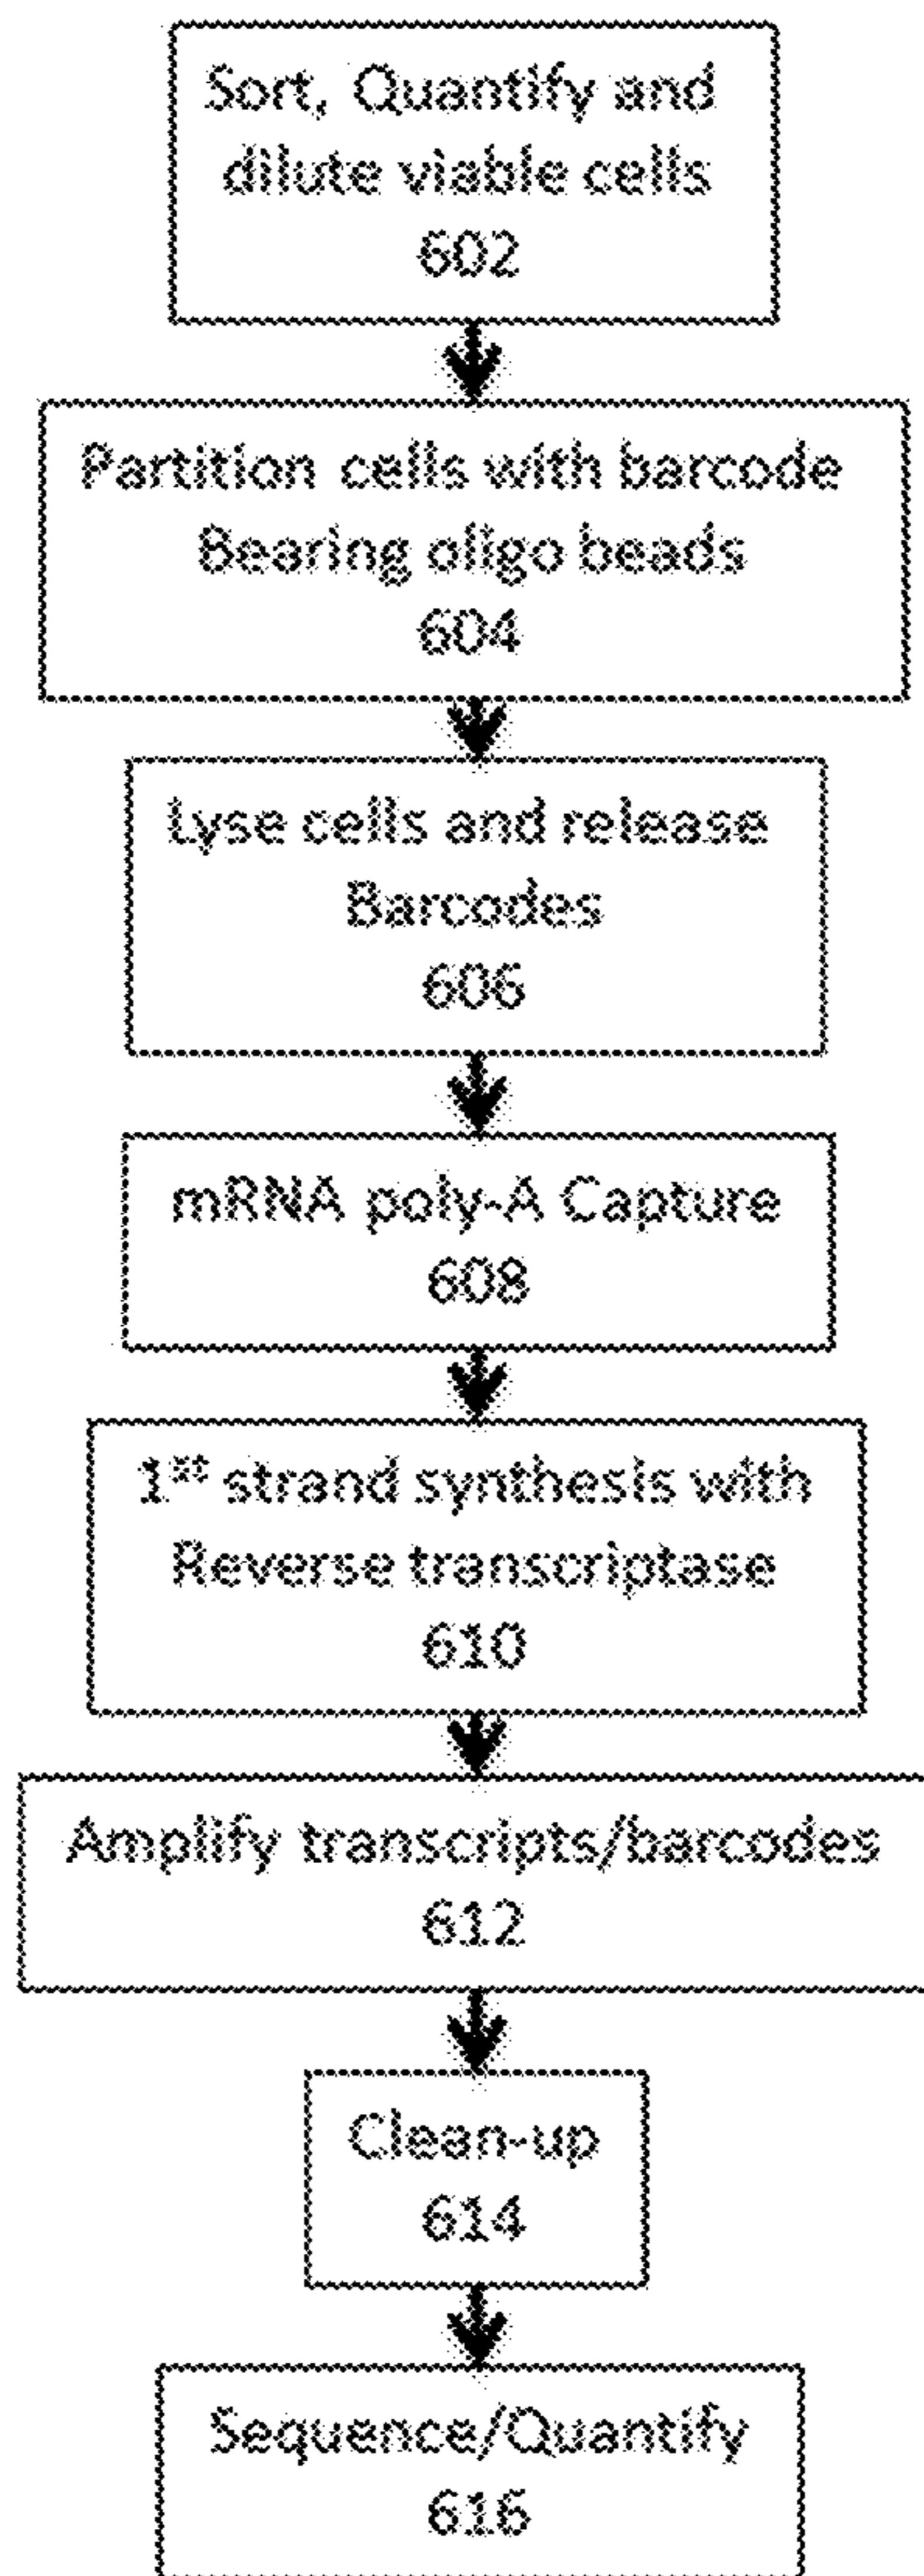 Sort, Quantify and
dilute viable cells
602
Partition cells with barcode
Bearing oligo beads
604
Lyse cells and release
Barcodes
606
mRNA poly-A Capture
608
1st strand synthesis with
Reverse transcriptase
610
Amplify transcripts/barcodes
612
Clean-up
614
Sequence/Quantify
616